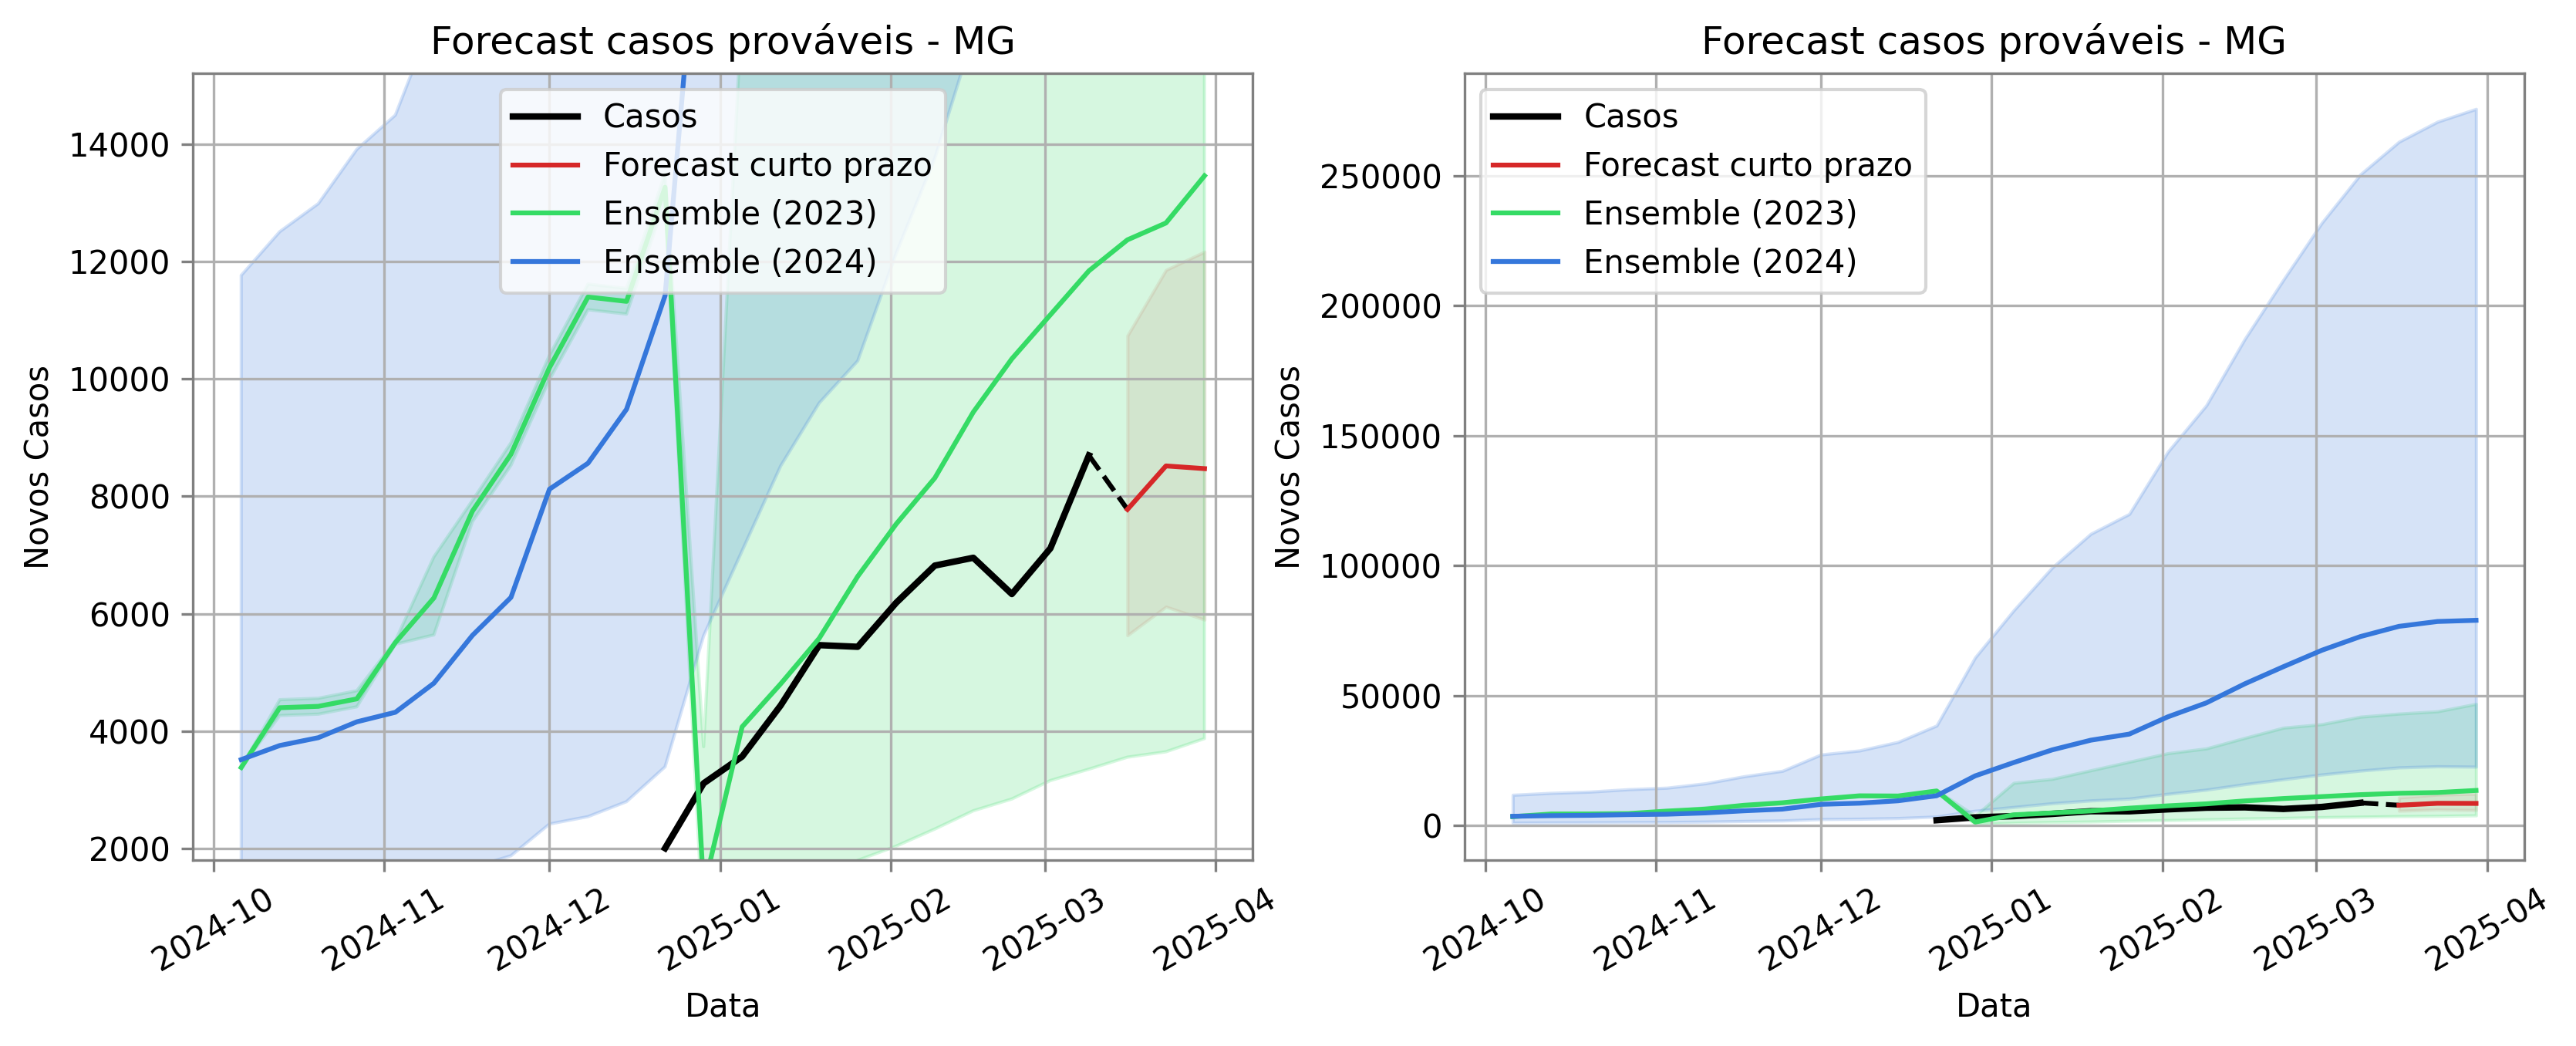 Forecast casos prováveis - MG
Novos Casos
14000
12000
10000
8000
6000
4000
2000
Casos
Forecast curto prazo
Ensemble (2023)
Ensemble (2024)
2024-10
2024-11
2024-12
2025-01
2025-02
2025-03
2025-04
Data
Forecast casos prováveis - MG
Novos Casos
250000
200000
150000
100000
50000
0
Casos
Forecast curto prazo
Ensemble (2023)
Ensemble (2024)
2024-10
2024-11
2024-12
2025-01
2025-02
2025-03
2025-04
Data